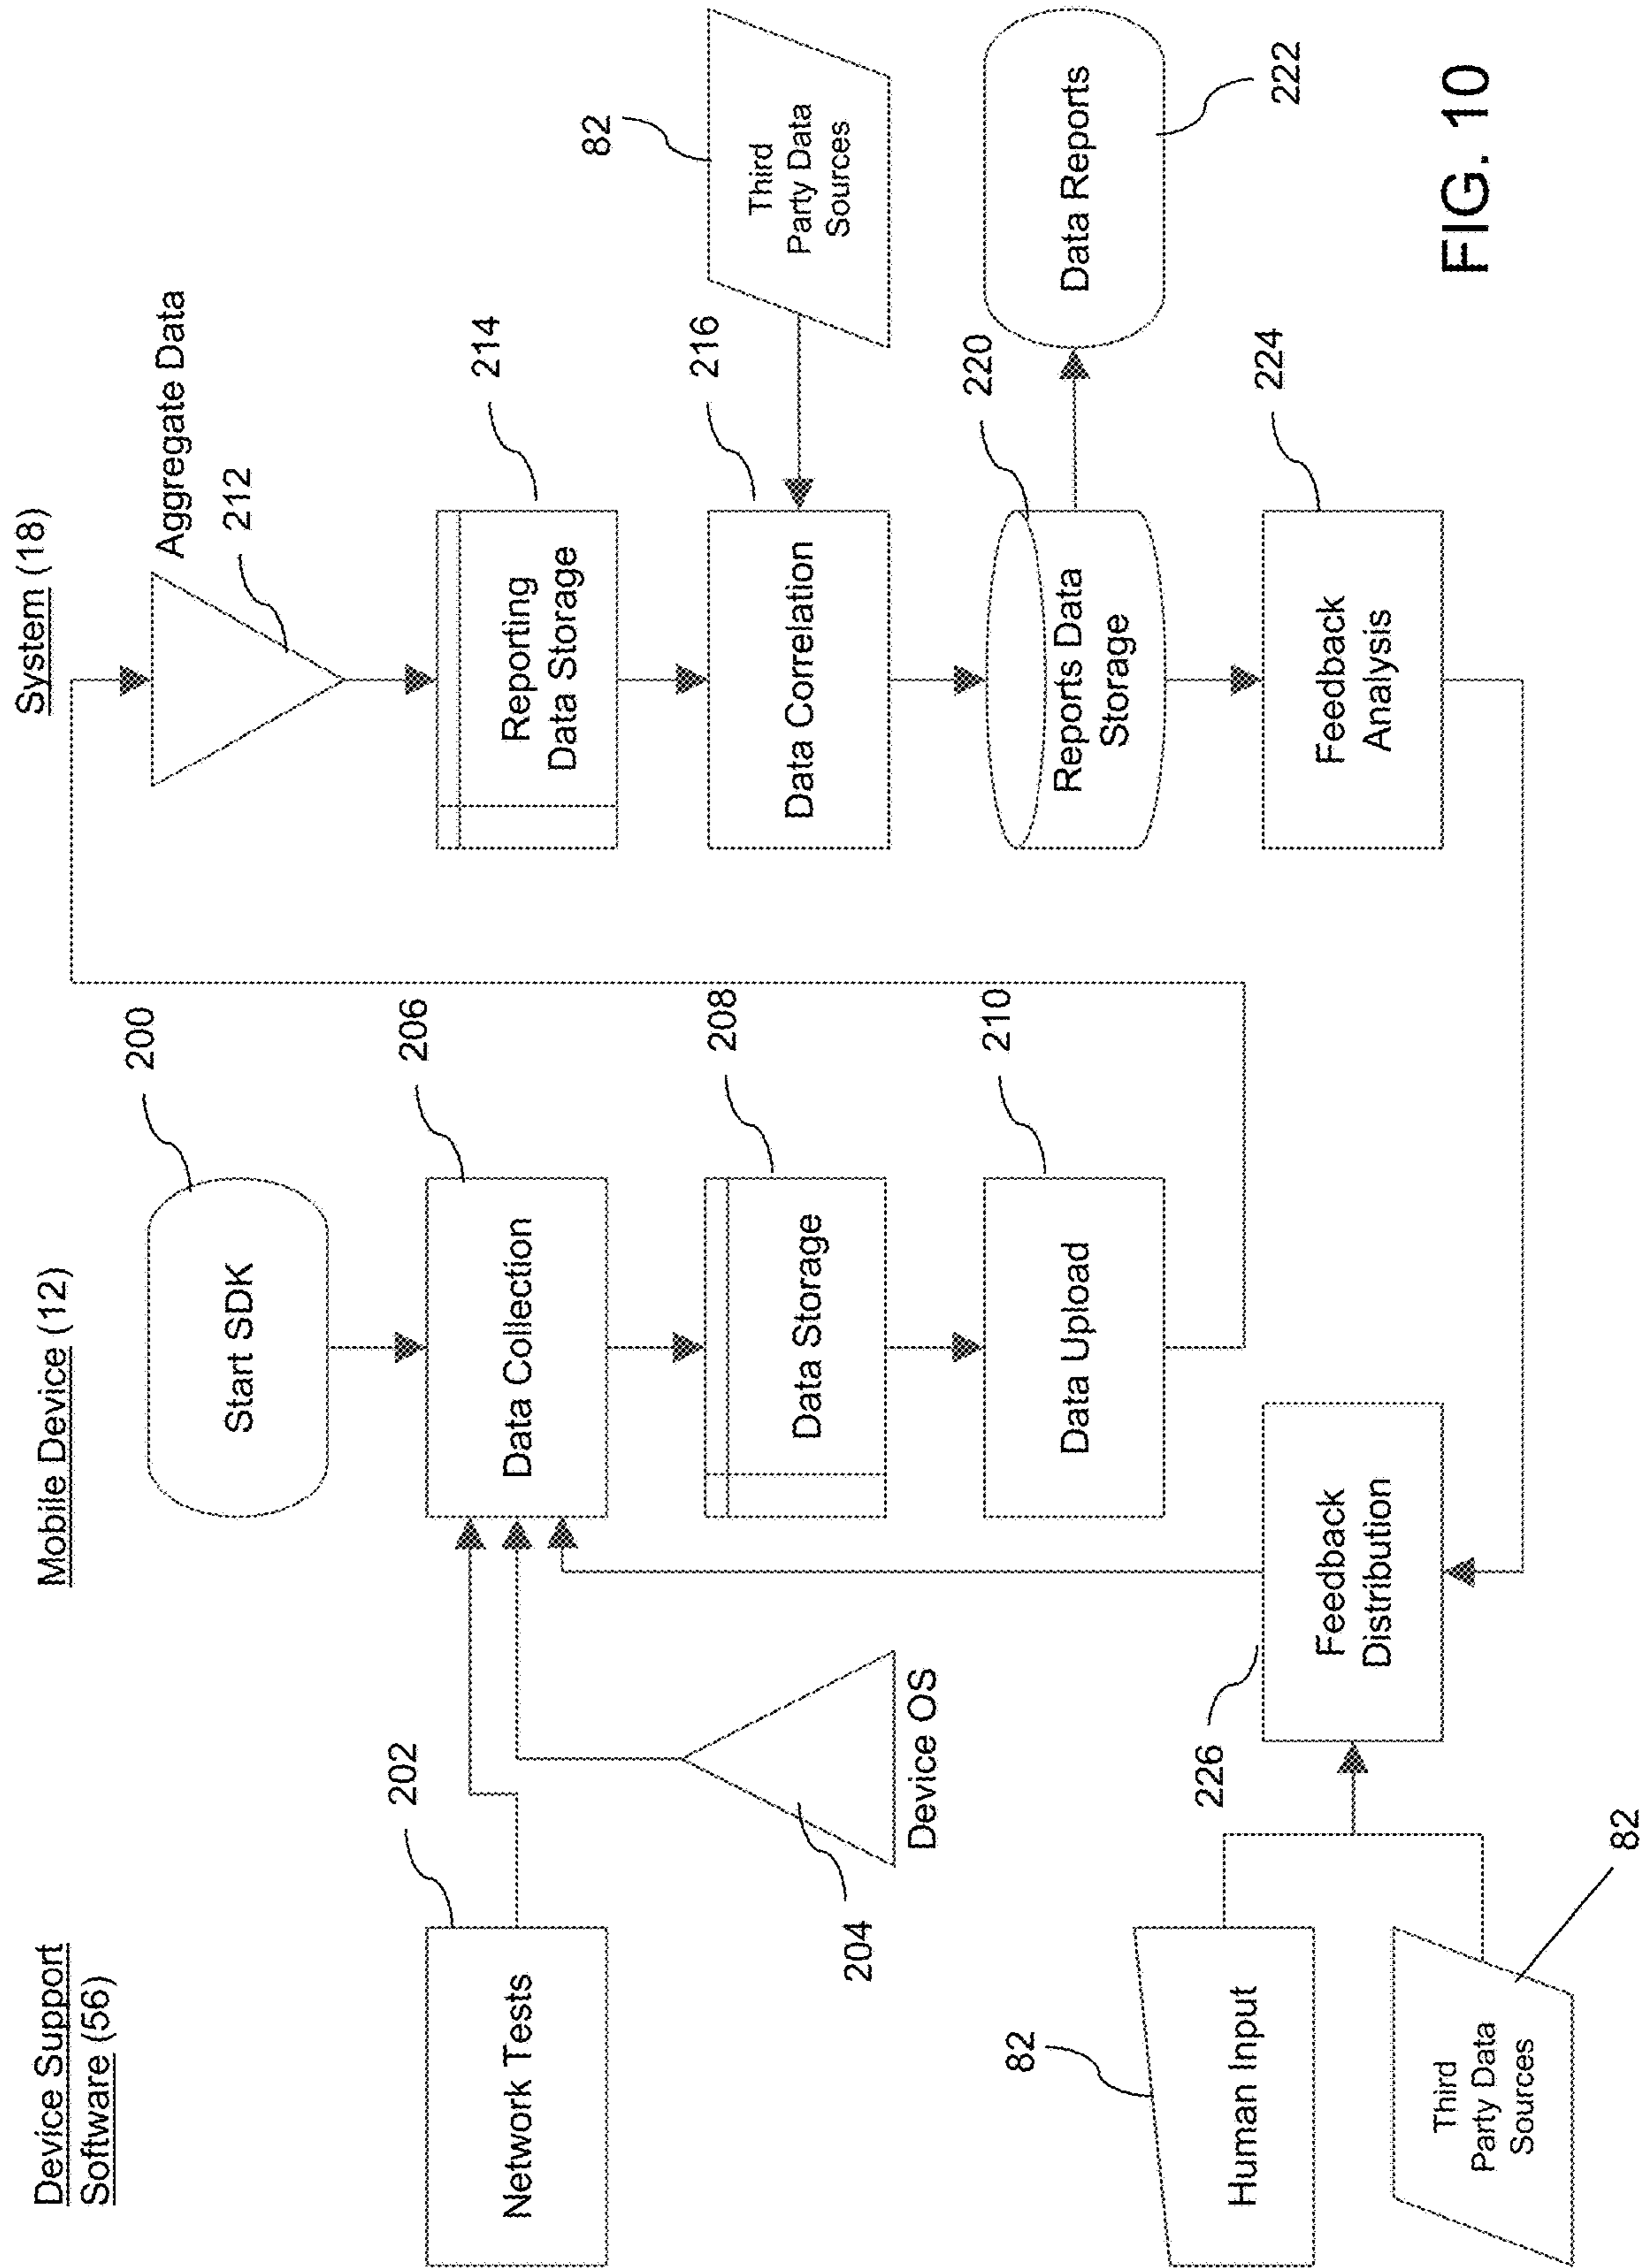 Device Support
Software (56)
Mobile Device (12)
System (18)
Start SDK
200
Aggregate Data
212
Network Tests
202
Data Collection
206
Reporting
Data Storage
214
Device OS
204
Data Storage
208
Data Correlation
216
Third
Party Data
Sources
82
Data Upload
210
Reports Data
Storage
220
Data Reports
222
Human Input
82
Third
Party Data
Sources
82
Feedback
Distribution
226
Feedback
Analysis
224
FIG. 10